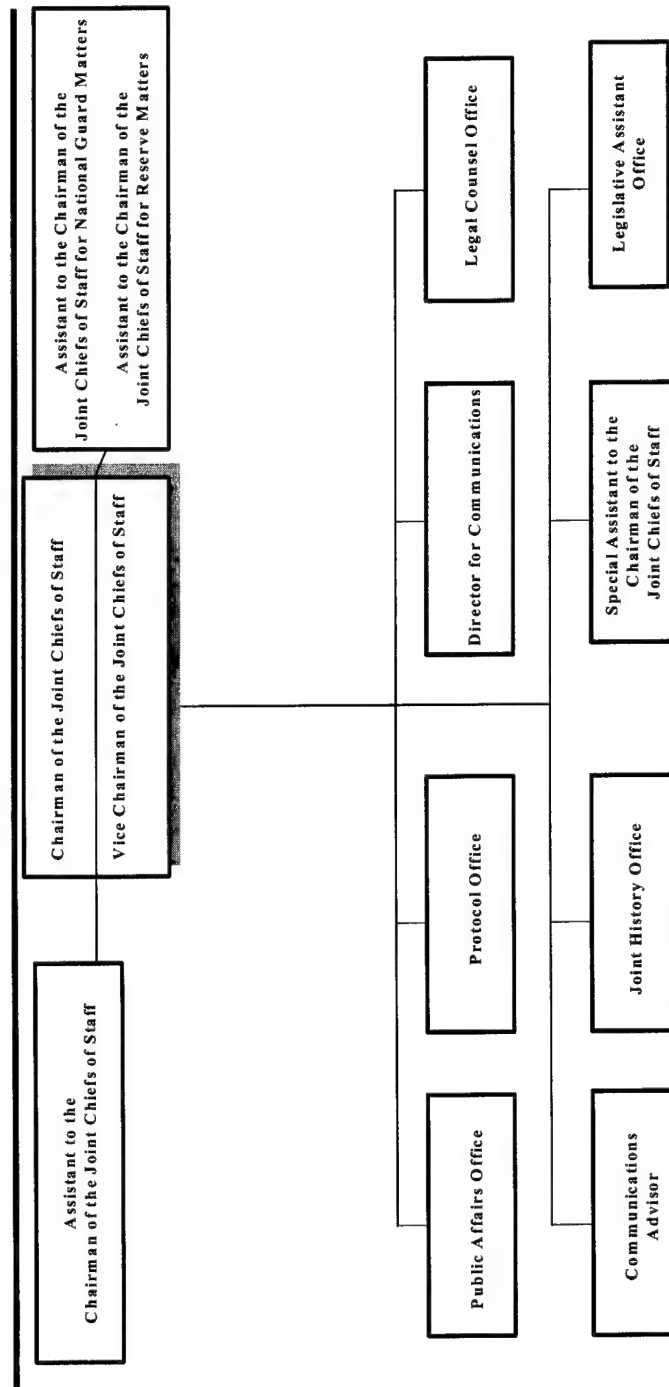 Assistant to the
Chairman of the Joint Chiefs of Staff
Chairman of the Joint Chiefs of Staff
Vice Chairman of the Joint Chiefs of Staff
Assistant to the Chairman of the
Joint Chiefs of Staff for National Guard Matters
Assistant to the Chairman of the
Joint Chiefs of Staff for Reserve Matters
Public Affairs Office
Protocol Office
Director for Communications
Legal Counsel Office
Communications
Advisor
Joint History Office
Special Assistant to the
Chairman of the
Joint Chiefs of Staff
Legislative Assistant
Office